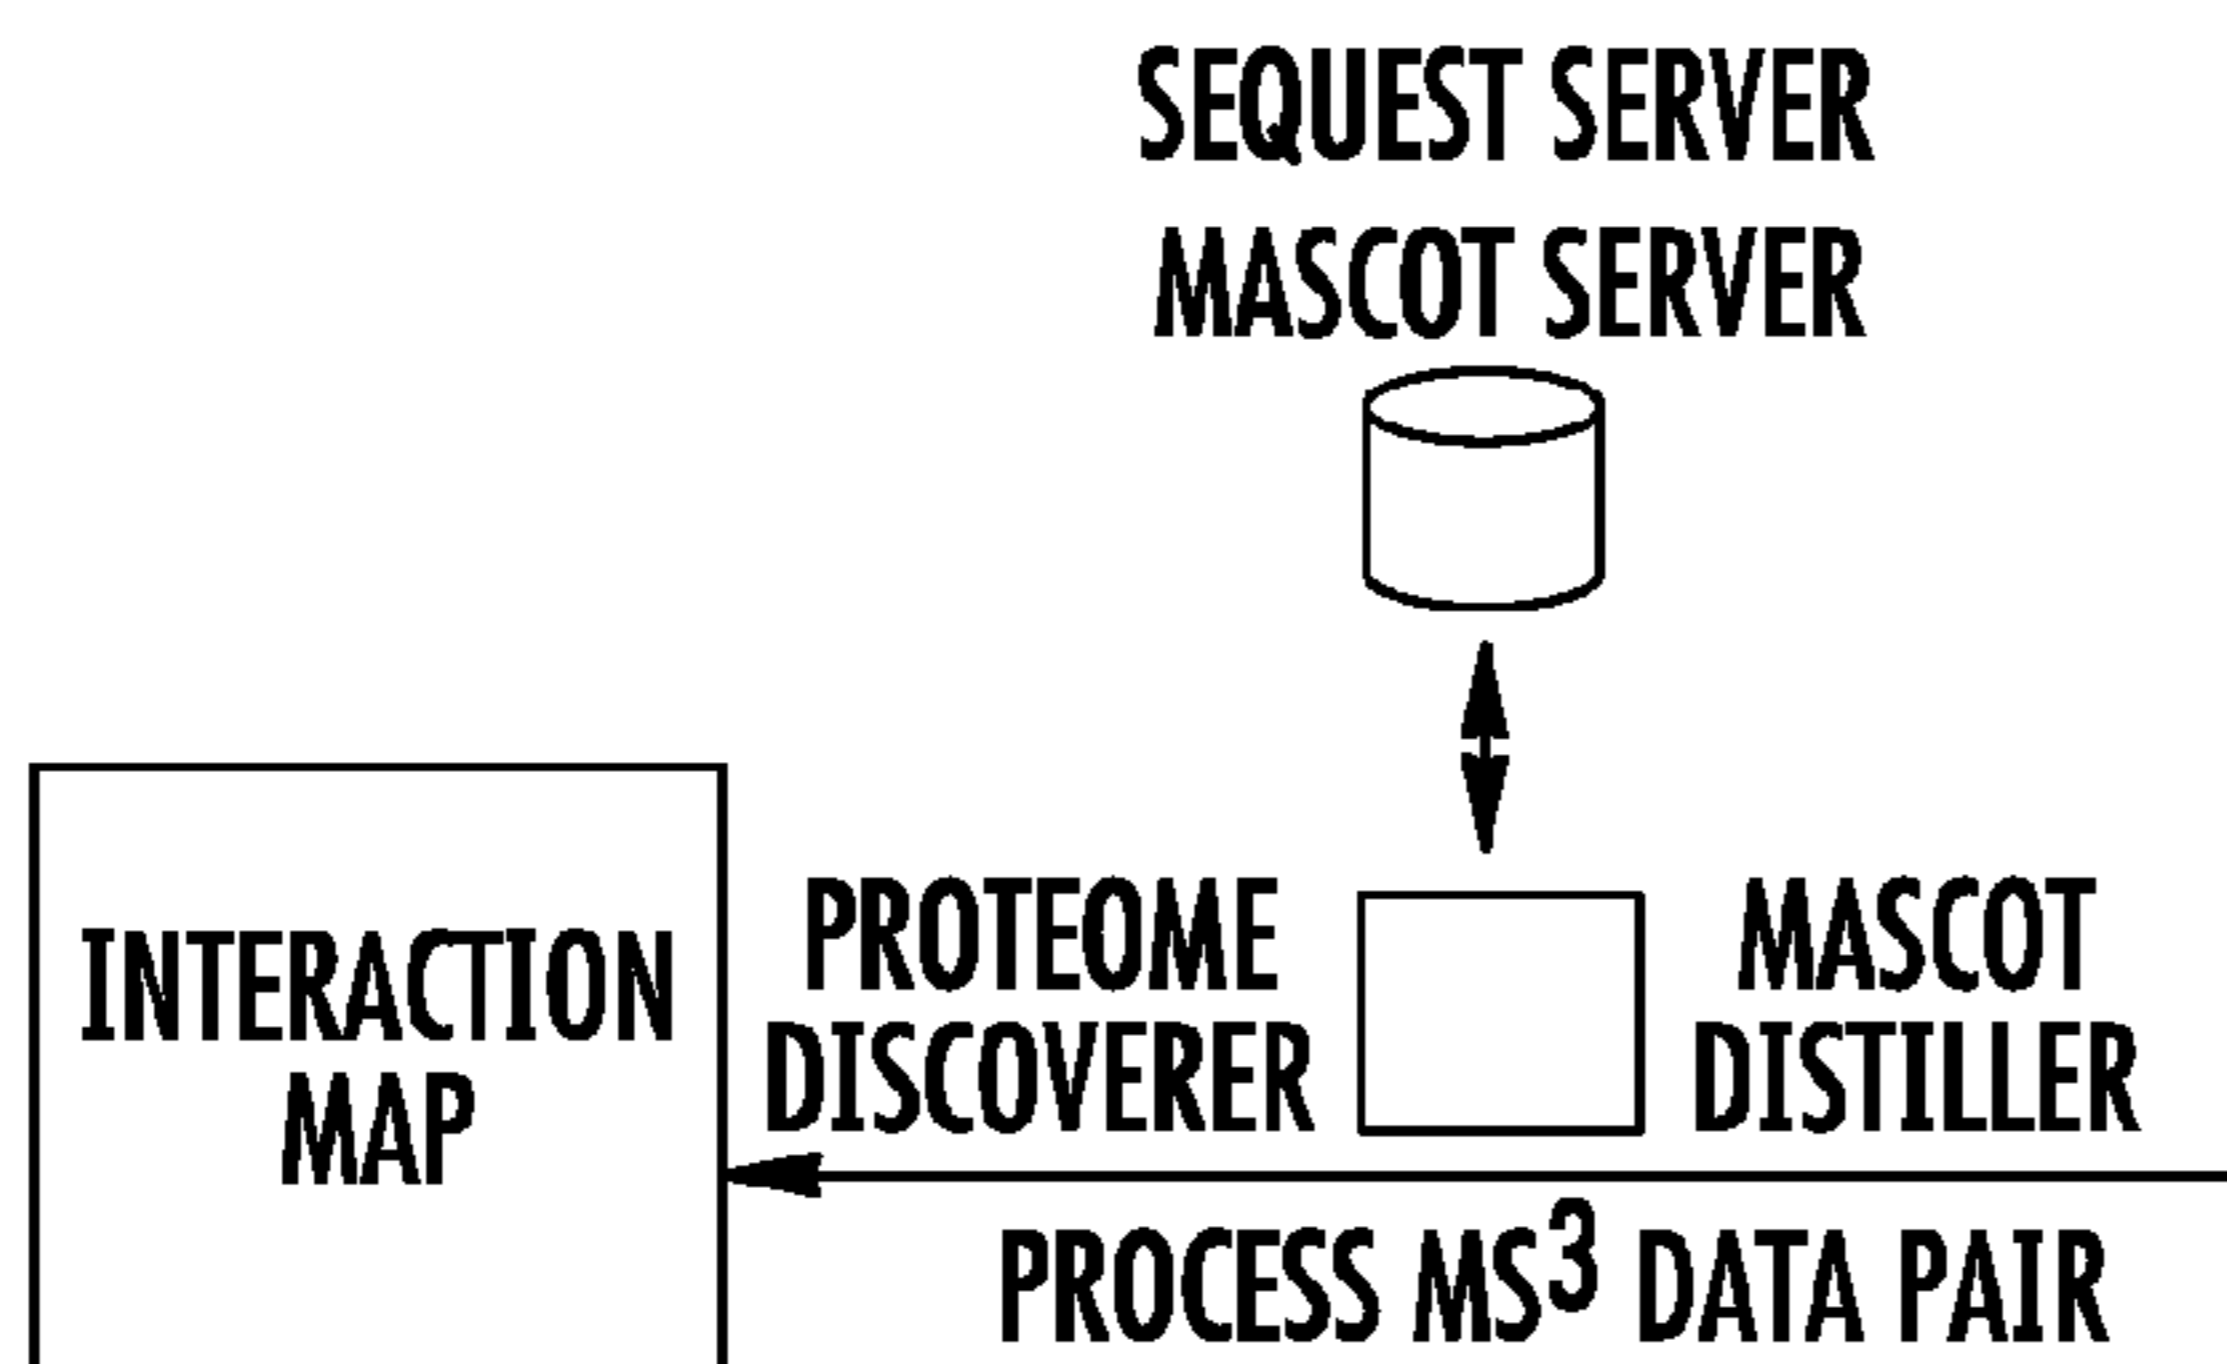 SEQUEST SERVER
MASCOT SERVER
INTERACTION
MAP
PROTEOME
DISCOVERER
MASCOT
DISTILLER
PROCESS MS³ DATA PAIR